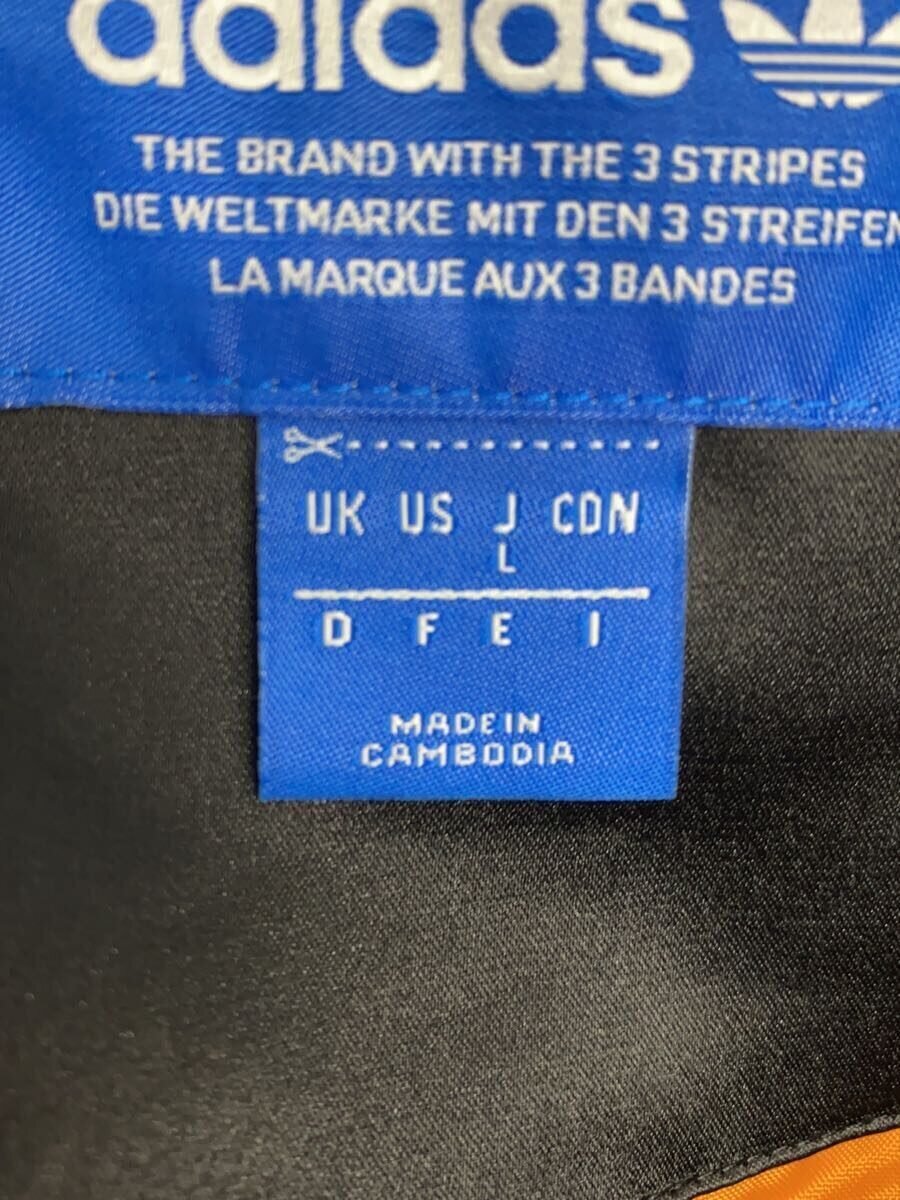 adidas
THE BRAND WITH THE 3 STRIPES
DIE WELTMARKE MIT DEN 3 STREIFEN
LA MARQUE AUX 3 BANDES
UK US J CDN
L
D F E I
MADE IN
CAMBODIA